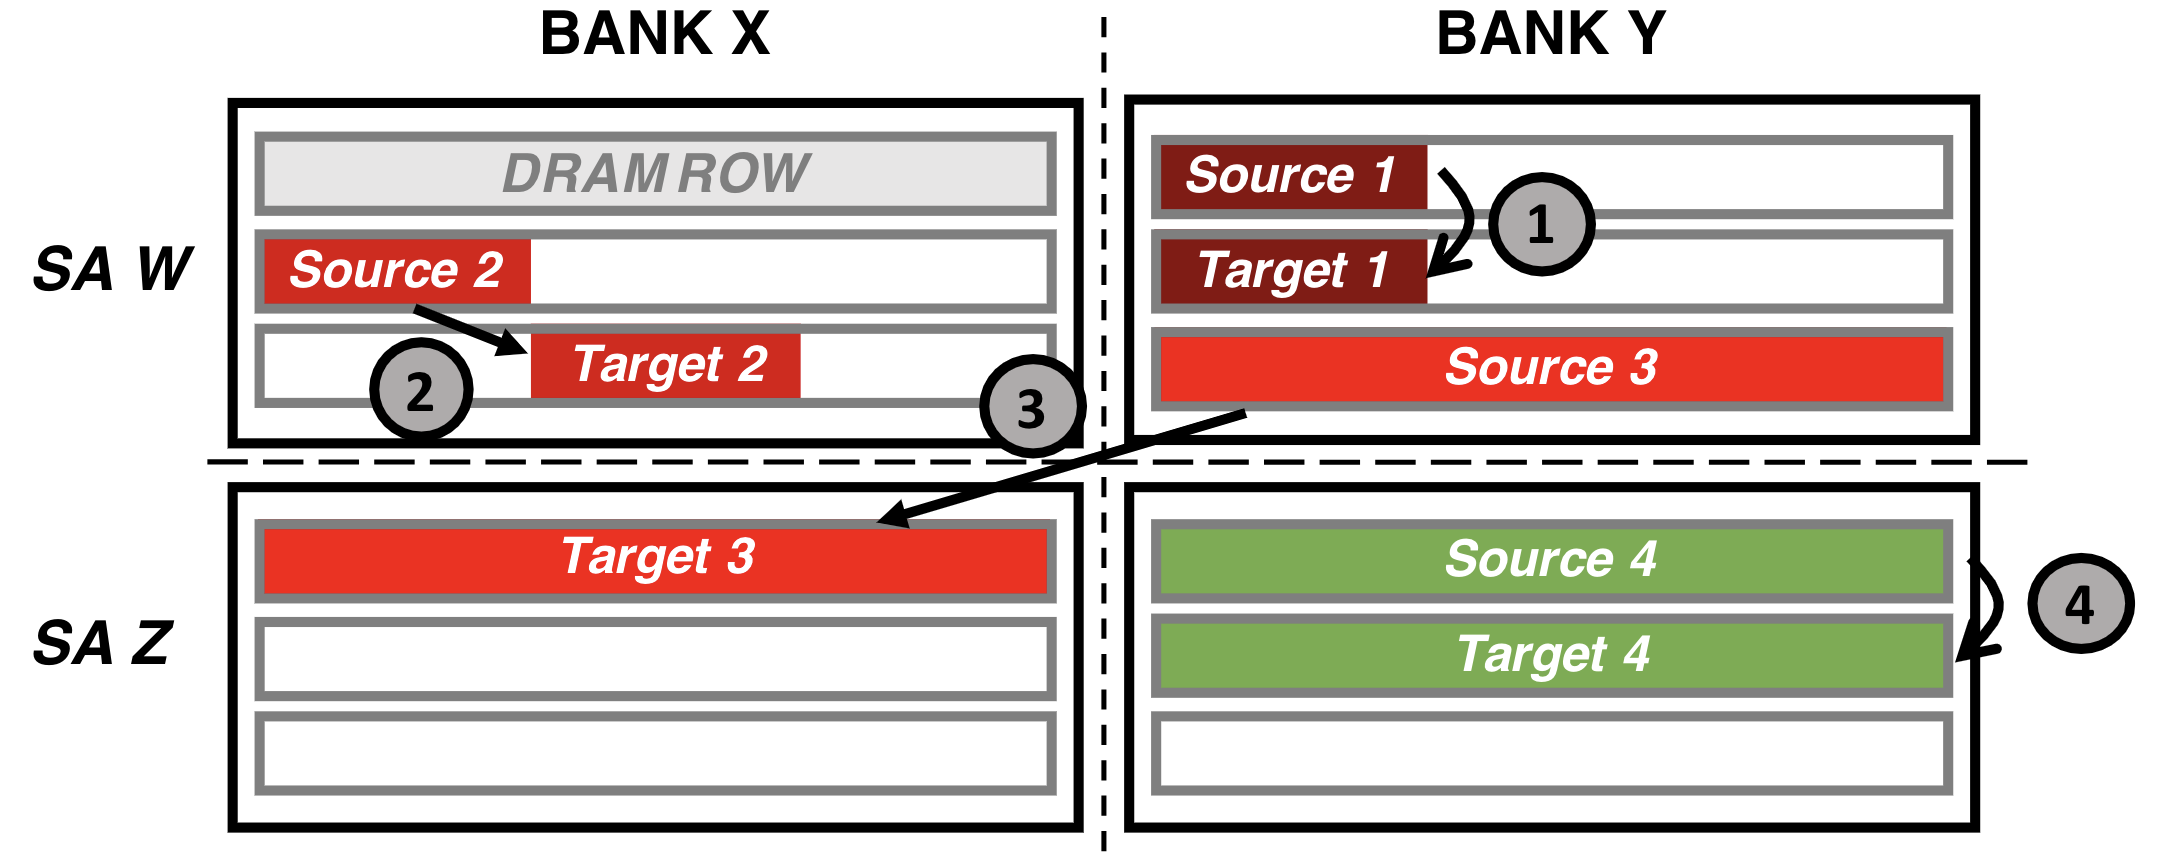 BANK X
BANK Y
SA W
DRAM ROW
Source 2
Target 2
2
3
Source 1
Target 1
1
Source 3
SA Z
Target 3
Source 4
Target 4
4